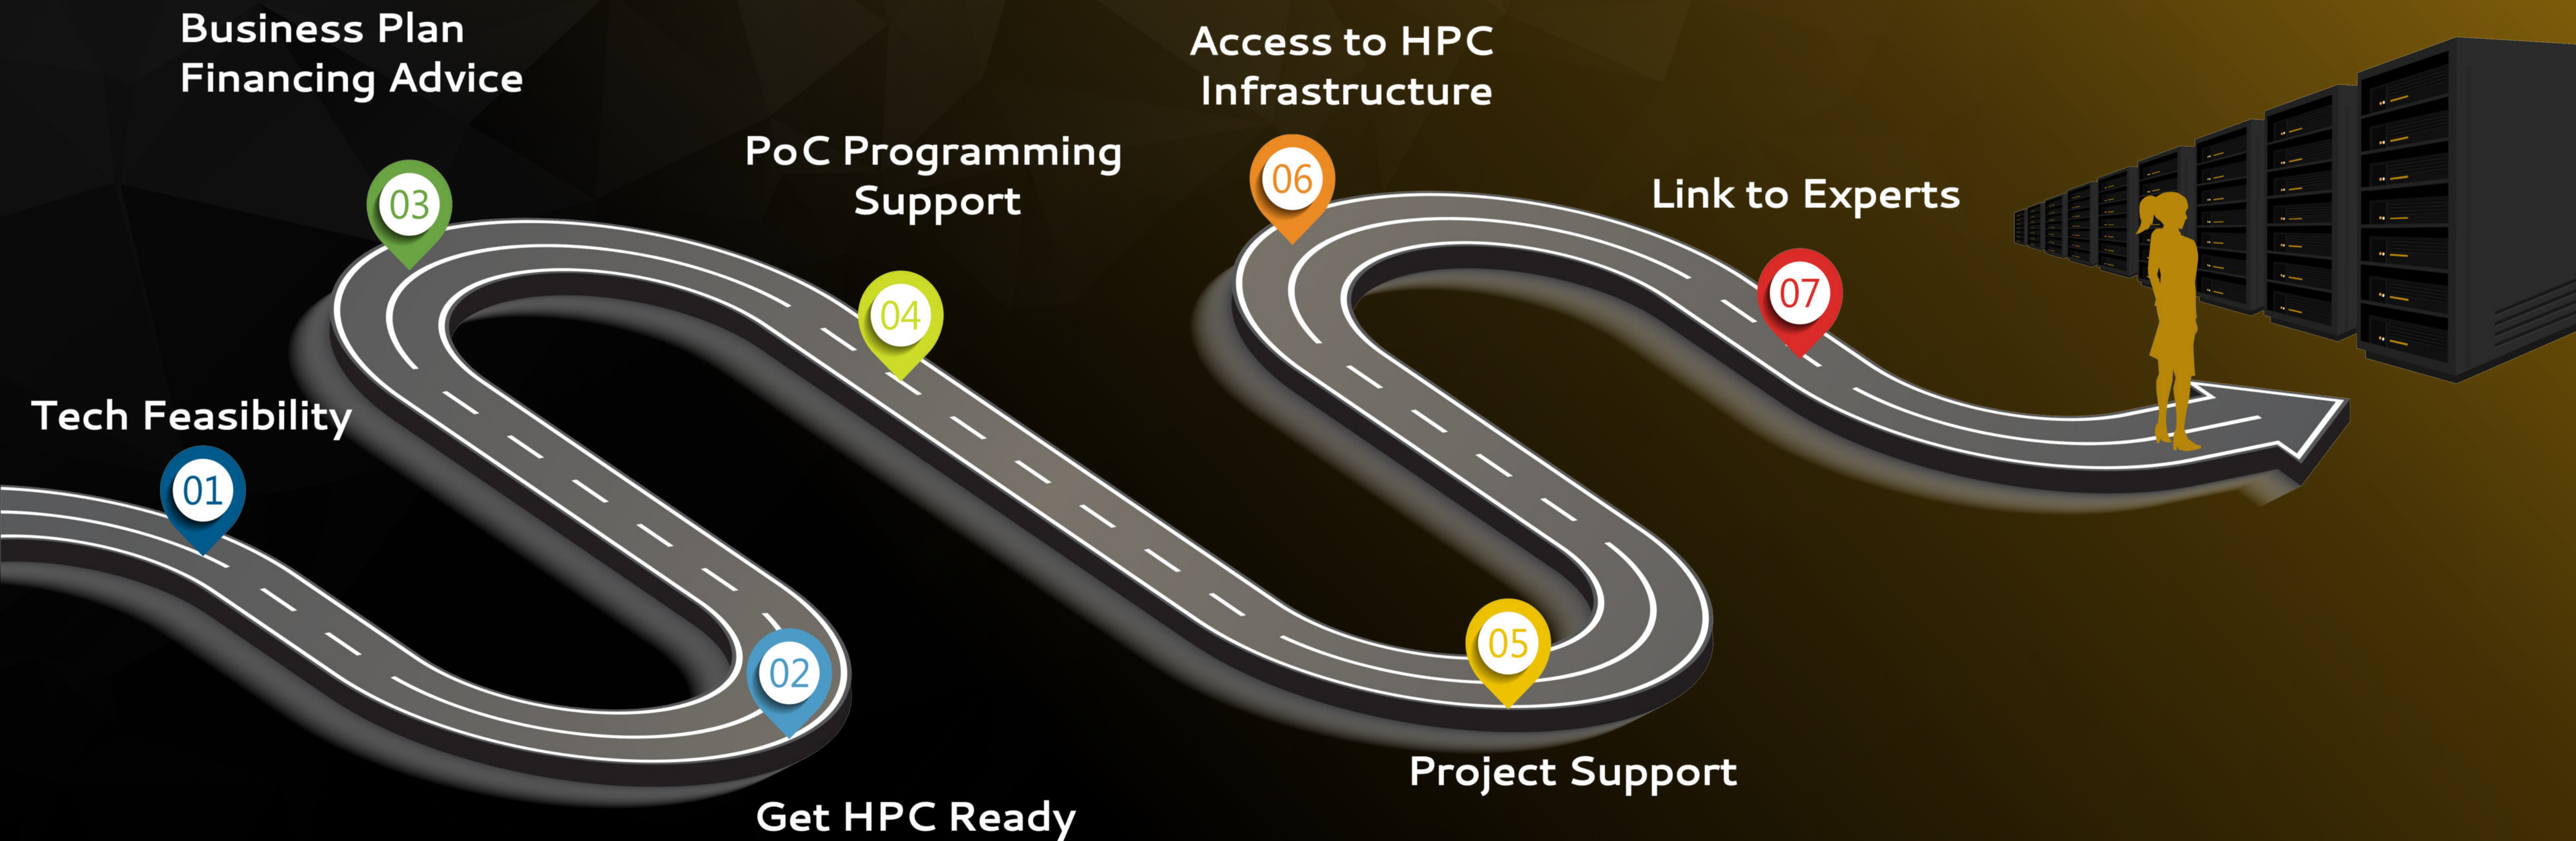 Tech Feasibility
01
Get HPC Ready
02
Business Plan
Financing Advice
03
PoC Programming
Support
04
Project Support
05
Access to HPC
Infrastructure
06
Link to Experts
07